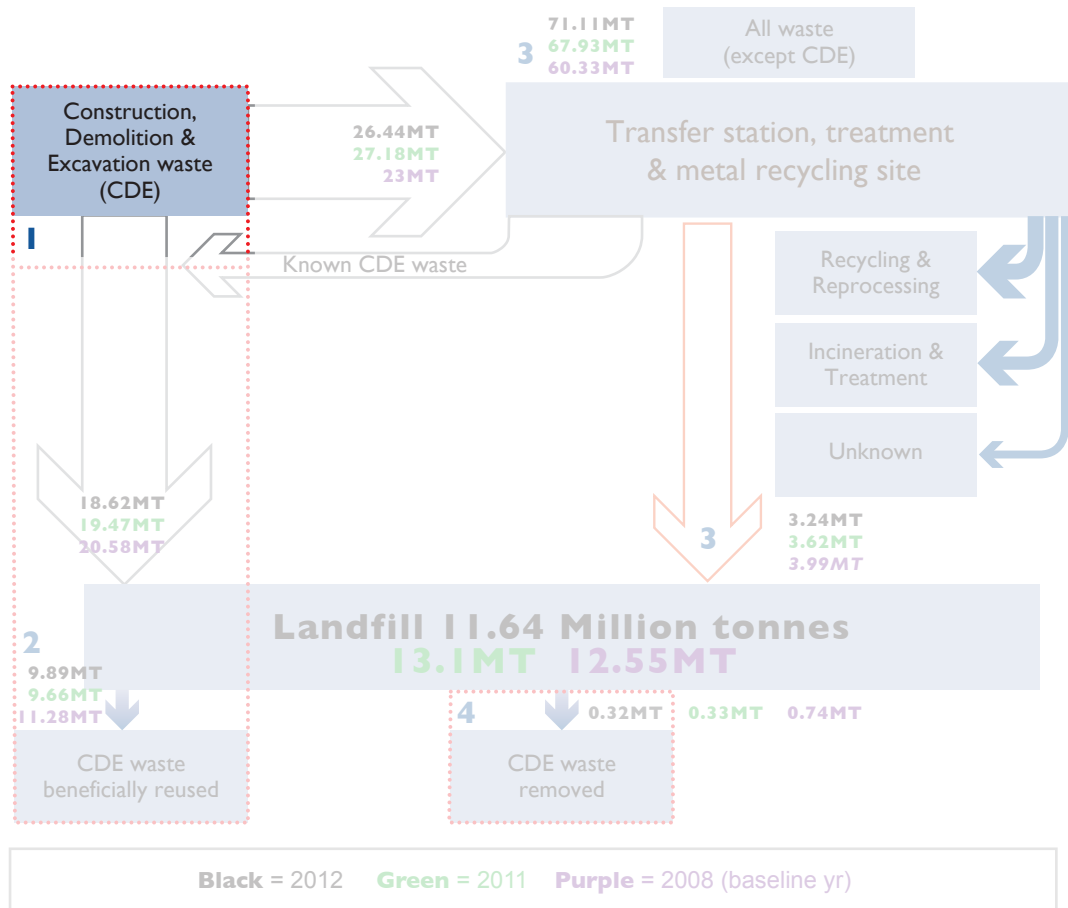 71.11MT
3 67.93MT
60.33MT
All waste
(except CDE)
Construction,
Demolition &
Excavation waste
(CDE)
26.44MT
27.18MT
23MT
Transfer station, treatment
& metal recycling site
1
Known CDE waste
Recycling &
Reprocessing
Incineration &
Treatment
Unknown
18.62MT
19.47MT
20.58MT
3
3.24MT
3.62MT
3.99MT
Landfill 11.64 Million tonnes
13.1MT 12.55MT
2
9.89MT
9.66MT
11.28MT
4 0.32MT 0.33MT 0.74MT
CDE waste
beneficially reused
CDE waste
removed
Black = 2012 Green = 2011 Purple = 2008 (baseline yr)